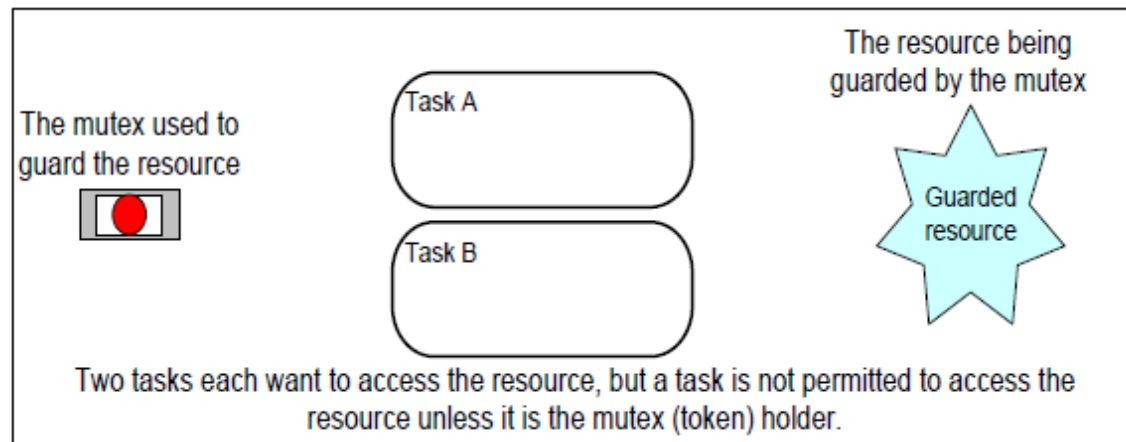 The resource being
guarded by the mutex
Task A
The mutex used to
guard the resource
Guarded
resource
Task B
Two tasks each want to access the resource, but a task is not permitted to access the
resource unless it is the mutex (token) holder.